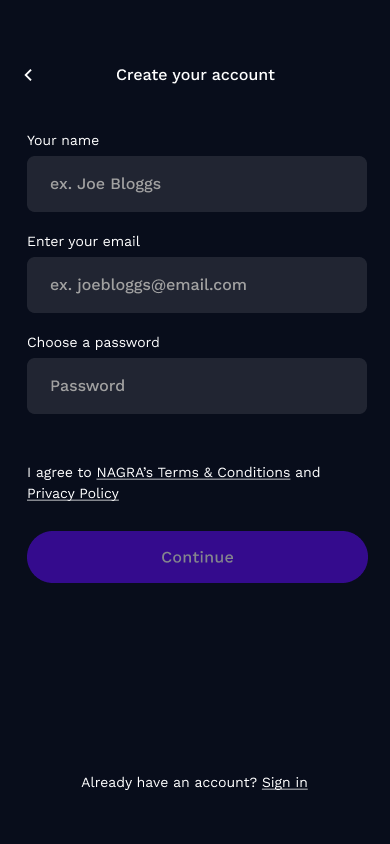 Create your account
Your name
ex. Joe Bloggs
Enter your email
ex. joebloggs@email.com
Choose a password
Password
I agree to NAGRA’s Terms & Conditions and
Privacy Policy
Continue
Already have an account? Sign in